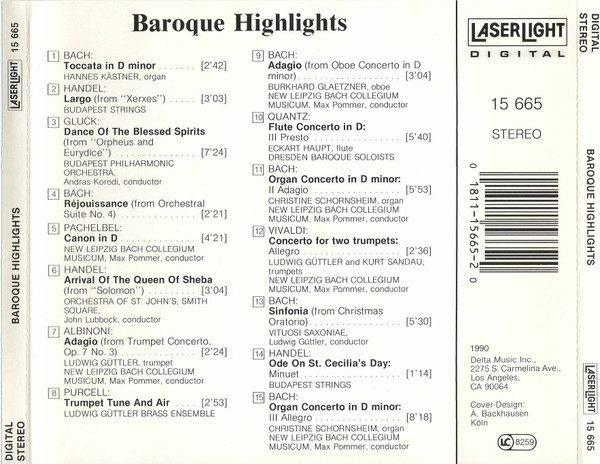 Baroque Highlights
1 BACH:
Toccata in D minor ....... [2'42]
HANNES KÄSTNER, organ
2 HANDEL:
Largo (from "Xerxes") ..... [3'03]
BUDAPEST STRINGS
3 GLUCK:
Dance Of The Blessed Spirits
(from "Orpheus and
Eurydice") ............... [7'24]
BUDAPEST PHILHARMONIC
ORCHESTRA,
Andras Korodi, conductor
4 BACH:
Réjouissance (from Orchestral
Suite No. 4) .............. [2'21]
5 PACHELBEL:
Canon in D .............. [4'21]
NEW LEIPZIG BACH COLLEGIUM
MUSICUM, Max Pommer, conductor
6 HANDEL:
Arrival Of The Queen Of Sheba
(from "Solomon") ......... [3'04]
ORCHESTRA OF ST. JOHN'S, SMITH
SQUARE,
John Lubbock, conductor
7 ALBINONI:
Adagio (from Trumpet Concerto,
Op. 7 No. 3) .............. [2'24]
LUDWIG GÜTTLER, trumpet
NEW LEIPZIG BACH COLLEGIUM
MUSICUM, Max Pommer, conductor
8 PURCELL:
Trumpet Tune And Air .... [2'53]
LUDWIG GÜTTLER BRASS ENSEMBLE
9 BACH:
Adagio (from Oboe Concerto in D
minor) ................... [3'04]
BURKHARD GLAETZNER, oboe
NEW LEIPZIG BACH COLLEGIUM
MUSICUM, Max Pommer, conductor
10 QUANTZ:
Flute Concerto in D:
III Presto ................ [5'40]
ECKART HAUPT, flute
DRESDEN BAROQUE SOLOISTS
11 BACH:
Organ Concerto in D minor:
II Adagio ................. [5'53]
CHRISTINE SCHORNSHEIM, organ
NEW LEIPZIG BACH COLLEGIUM
MUSICUM, Max Pommer, conductor
12 VIVALDI:
Concerto for two trumpets:
Allegro .................. [2'36]
LUDWIG GÜTTLER and KURT SANDAU,
trumpets
NEW LEIPZIG BACH COLLEGIUM
MUSICUM, Max Pommer, conductor
13 BACH:
Sinfonia (from Christmas
Oratorio) ................. [5'30]
VITUOSI SAXONIAE,
Ludwig Güttler, conductor
14 HANDEL:
Ode On St. Cecilia's Day:
Minuet .................. [1'14]
BUDAPEST STRINGS
15 BACH:
Organ Concerto in D minor:
III Allegro ................ [8'18]
CHRISTINE SCHORNSHEIM, organ
NEW LEIPZIG BACH COLLEGIUM
MUSICUM, Max Pommer, conductor
LASERLIGHT
DIGITAL
15 665
STEREO
0 1811-15665-2 0
1990
Delta Music Inc.,
2275 S. Carmelina Ave.,
Los Angeles,
CA 90064
Cover-Design:
A. Backhausen
Köln
LC 8259
LASERLIGHT 15 665
BAROQUE HIGHLIGHTS
DIGITAL
STEREO
DIGITAL
STEREO
BAROQUE HIGHLIGHTS
LASERLIGHT 15 665